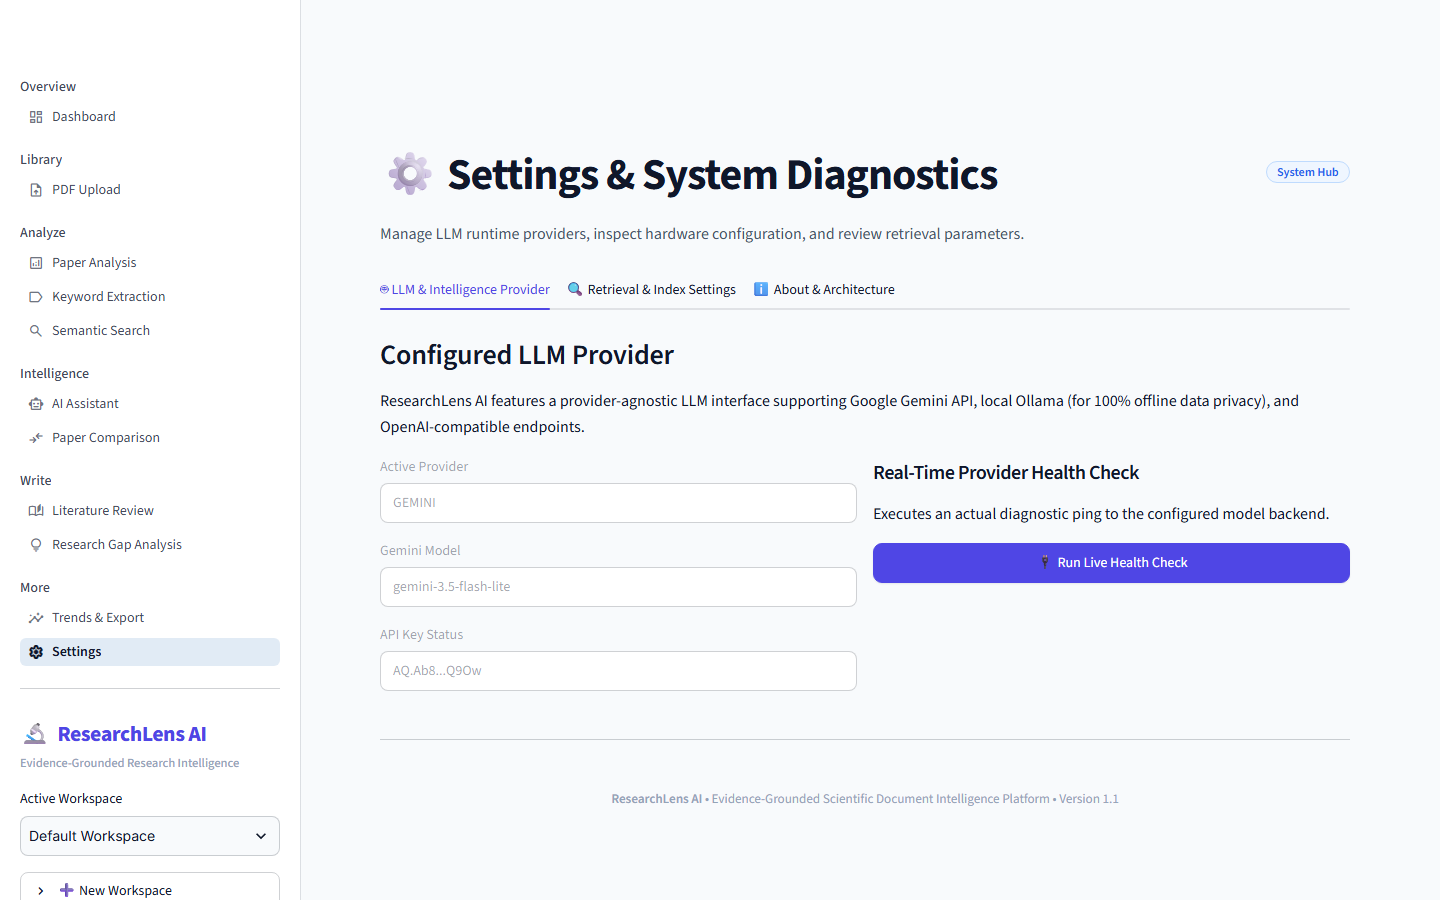 Overview
Dashboard
Library
PDF Upload
Analyze
Paper Analysis
Keyword Extraction
Semantic Search
Intelligence
AI Assistant
Paper Comparison
Write
Literature Review
Research Gap Analysis
More
Trends & Export
Settings
ResearchLens AI
Evidence-Grounded Research Intelligence
Active Workspace
Default Workspace
New Workspace
Settings & System Diagnostics
System Hub
Manage LLM runtime providers, inspect hardware configuration, and review retrieval parameters.
LLM & Intelligence Provider
Retrieval & Index Settings
About & Architecture
Configured LLM Provider
ResearchLens AI features a provider-agnostic LLM interface supporting Google Gemini API, local Ollama (for 100% offline data privacy), and
OpenAI-compatible endpoints.
Active Provider
GEMINI
Gemini Model
gemini-3.5-flash-lite
API Key Status
AQ.Ab8...Q9Ow
Real-Time Provider Health Check
Executes an actual diagnostic ping to the configured model backend.
Run Live Health Check
ResearchLens AI • Evidence-Grounded Scientific Document Intelligence Platform • Version 1.1